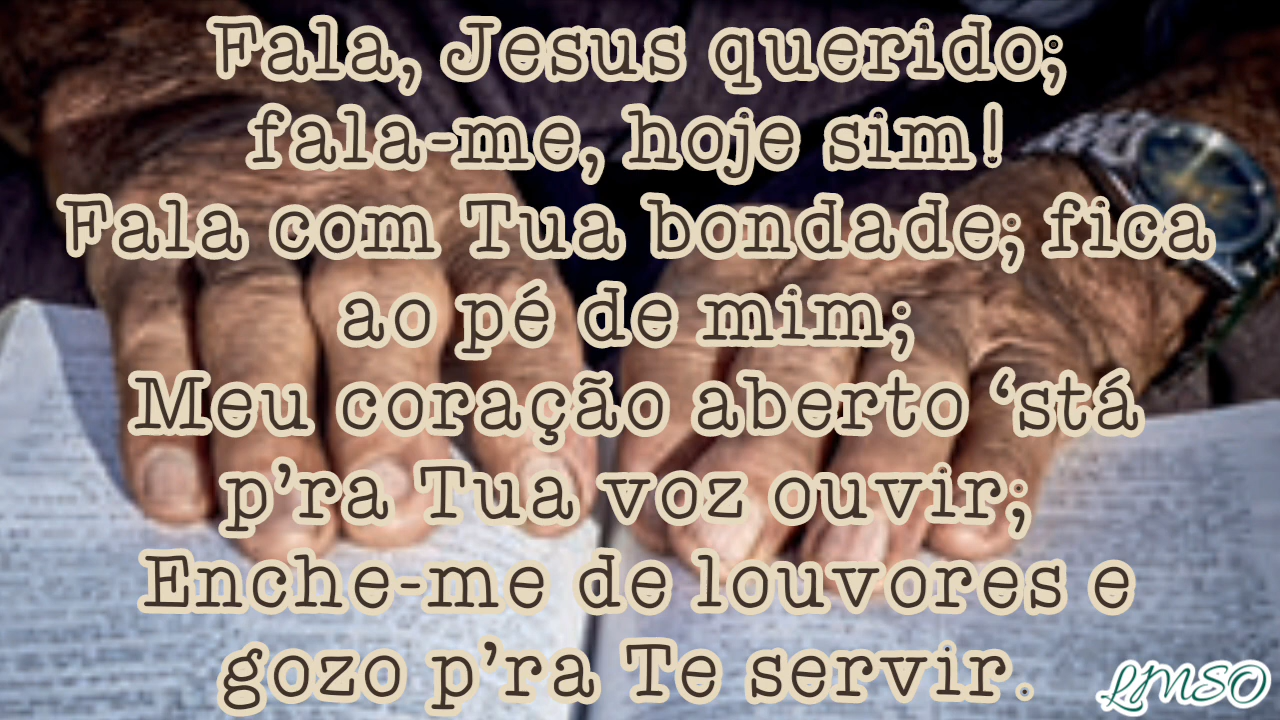 Fala, Jesus querido;
fala-me, hoje sim!
Fala com Tua bondade; fica
ao pé de mim;
Meu coração aberto ‘stá
p’ra Tua voz ouvir;
Enche-me de louvores e
gozo p’ra Te servir.
LMSO